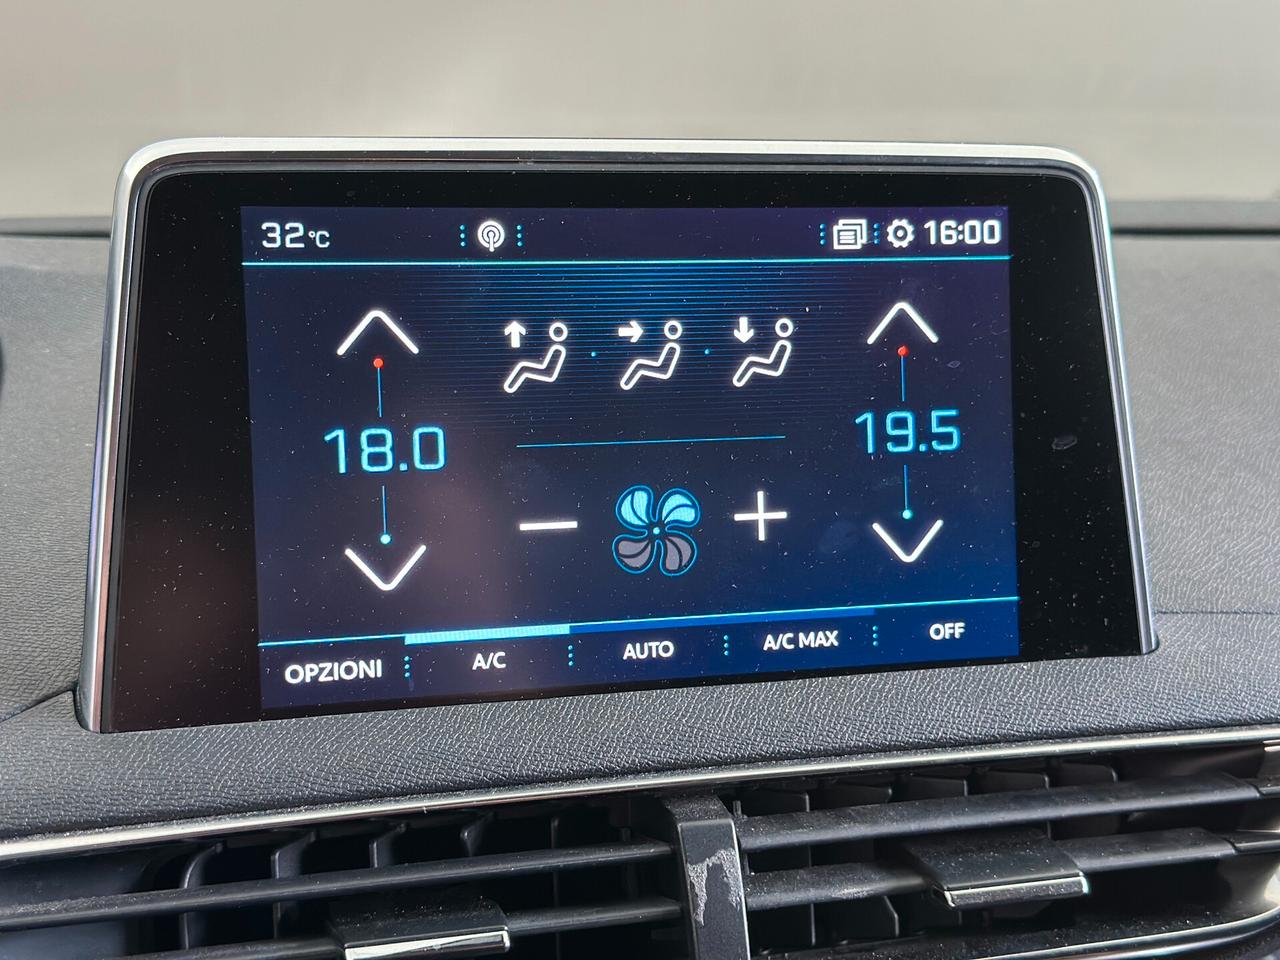 32°C 16:00
18.0 19.5
OPZIONI A/C AUTO A/C MAX OFF